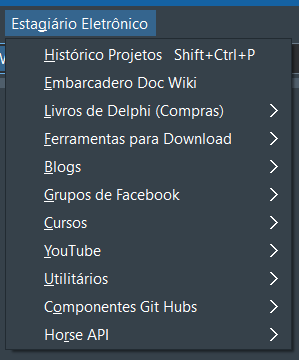 Estagiário Eletrônico
Histórico Projetos Shift+Ctrl+P
Embarcadero Doc Wiki
Livros de Delphi (Compras)
Ferramentas para Download
Blogs
Grupos de Facebook
Cursos
YouTube
Utilitários
Componentes Git Hubs
Horse API